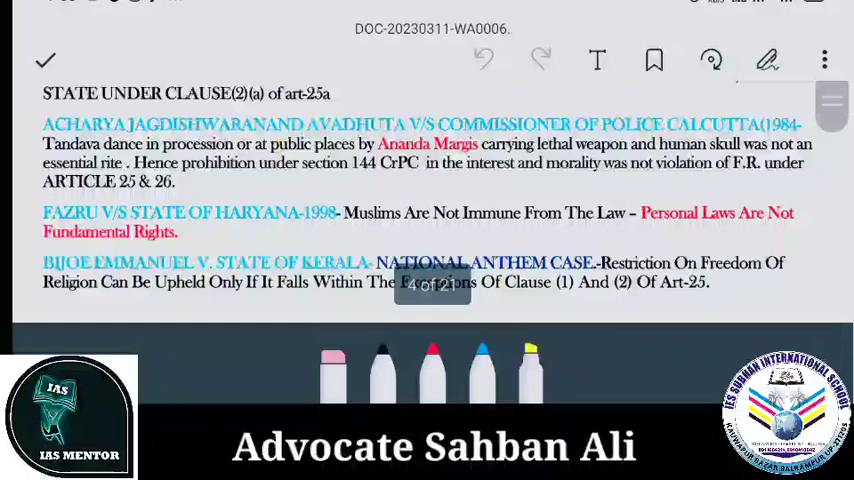 DOC-20230311-WA0006.
STATE UNDER CLAUSE(2)(a) of art-25a
ACHARYA JAGDISHWARANAND AVADHUTA V/S COMMISSIONER OF POLICE CALCUTTA(1984-
Tandava dance in procession or at public places by Ananda Margis carrying lethal weapon and human skull was not an
essential rite . Hence prohibition under section 144 CrPC in the interest and morality was not violation of F.R. under
ARTICLE 25 & 26.
FAZRU V/S STATE OF HARYANA-1998- Muslims Are Not Immune From The Law – Personal Laws Are Not
Fundamental Rights.
BIJOE EMMANUEL V. STATE OF KERALA- NATIONAL ANTHEM CASE.-Restriction On Freedom Of
Religion Can Be Upheld Only If It Falls Within The Exceptions Of Clause (1) And (2) Of Art-25.
4 of 21
IAS
IAS MENTOR
Advocate Sahban Ali
IES SUDHAN INTERNATIONAL SCHOOL
KAUWAPUR BAZAR BALRAMPUR UP-271205